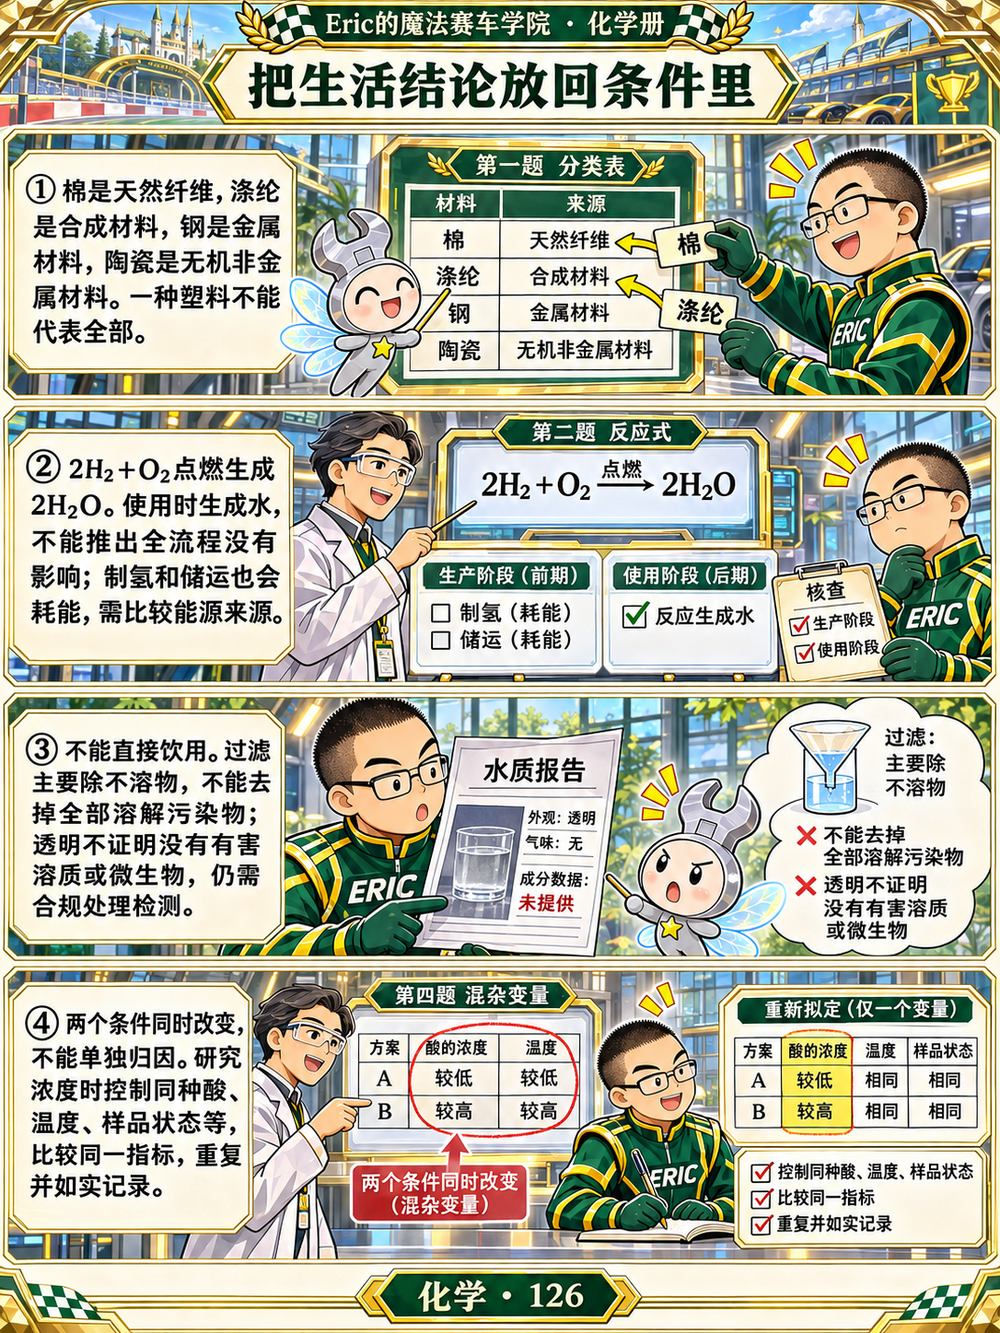 Eric的魔法赛车学院 · 化学册
把生活结论放回条件里
① 棉是天然纤维，涤纶
是合成材料，钢是金属
材料，陶瓷是无机非金
属材料。一种塑料不能
代表全部。
第一题 分类表
材料 来源
棉 天然纤维
涤纶 合成材料
钢 金属材料
陶瓷 无机非金属材料
棉
涤纶
ERIC
② 2H₂+O₂点燃生成
2H₂O。使用时生成水，
不能推出全流程没有
影响；制氢和储运也会
耗能，需比较能源来源。
第二题 反应式
点燃
2H₂+O₂ ⟶ 2H₂O
生产阶段（前期）
□ 制氢（耗能）
□ 储运（耗能）
使用阶段（后期）
☑ 反应生成水
核查
☑ 生产阶段
☑ 使用阶段
ERIC
③ 不能直接饮用。过滤
主要除不溶物，不能去
掉全部溶解污染物；
透明不证明没有有害
溶质或微生物，仍需
合规处理检测。
ERIC
水质报告
外观：透明
气味：无
成分数据：
未提供
过滤：
主要除
不溶物
✕ 不能去掉
全部溶解污染物
✕ 透明不证明
没有有害溶质
或微生物
④ 两个条件同时改变，
不能单独归因。研究
浓度时控制同种酸、
温度、样品状态等，
比较同一指标，重复
并如实记录。
第四题 混杂变量
方案 酸的浓度 温度
A 较低 较低
B 较高 较高
两个条件同时改变
（混杂变量）
ERIC
重新拟定（仅一个变量）
方案 酸的浓度 温度 样品状态
A 较低 相同 相同
B 较高 相同 相同
☑ 控制同种酸、温度、样品状态
☑ 比较同一指标
☑ 重复并如实记录
化学 · 126